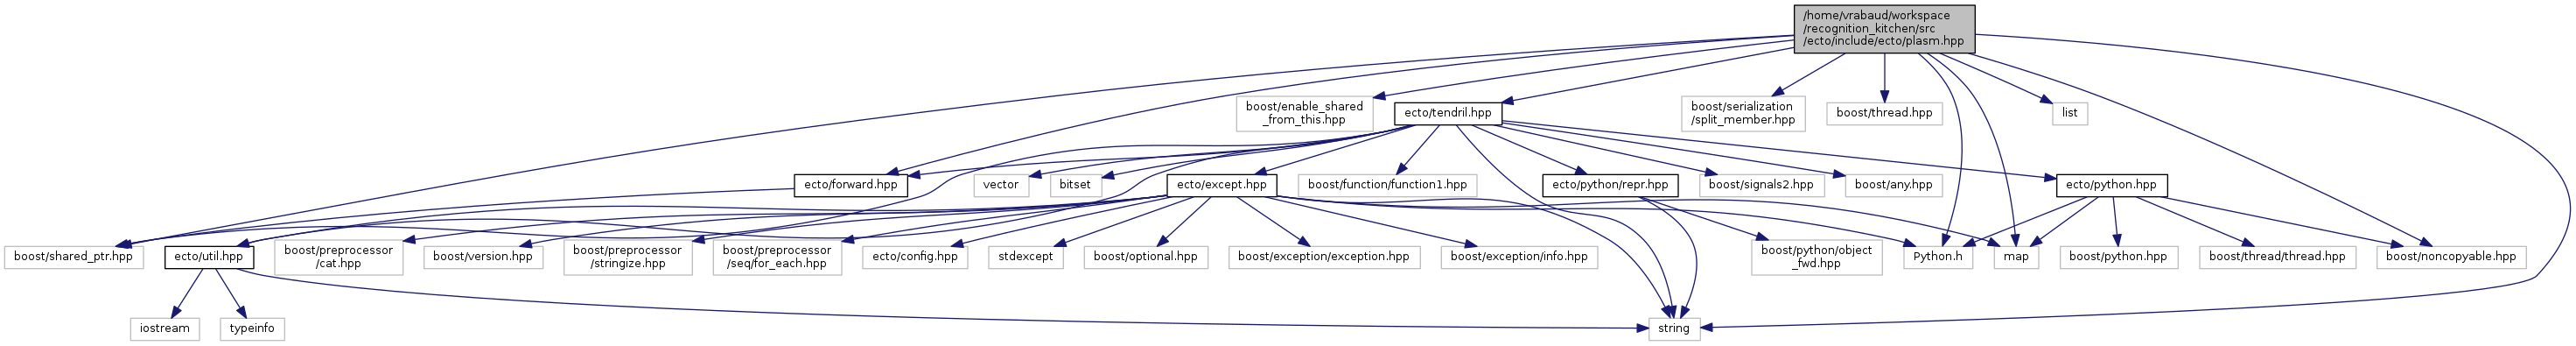 /home/vrabaud/workspace
/recognition_kitchen/src
/ecto/include/ecto/plasm.hpp
boost/enable_shared
_from_this.hpp
ecto/tendril.hpp
boost/serialization
/split_member.hpp
boost/thread.hpp
list
ecto/forward.hpp
vector
bitset
ecto/except.hpp
boost/function/function1.hpp
ecto/python/repr.hpp
boost/signals2.hpp
boost/any.hpp
ecto/python.hpp
boost/shared_ptr.hpp
ecto/util.hpp
boost/preprocessor
/cat.hpp
boost/version.hpp
boost/preprocessor
/stringize.hpp
boost/preprocessor
/seq/for_each.hpp
ecto/config.hpp
stdexcept
boost/optional.hpp
boost/exception/exception.hpp
boost/exception/info.hpp
boost/python/object
_fwd.hpp
Python.h
map
boost/python.hpp
boost/thread/thread.hpp
boost/noncopyable.hpp
iostream
typeinfo
string